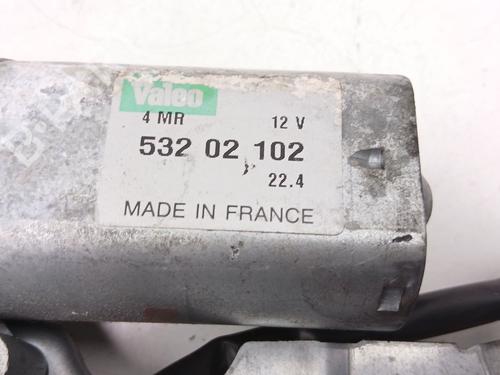 Valeo
4 MR 12 V
532 02 102
22.4
MADE IN FRANCE